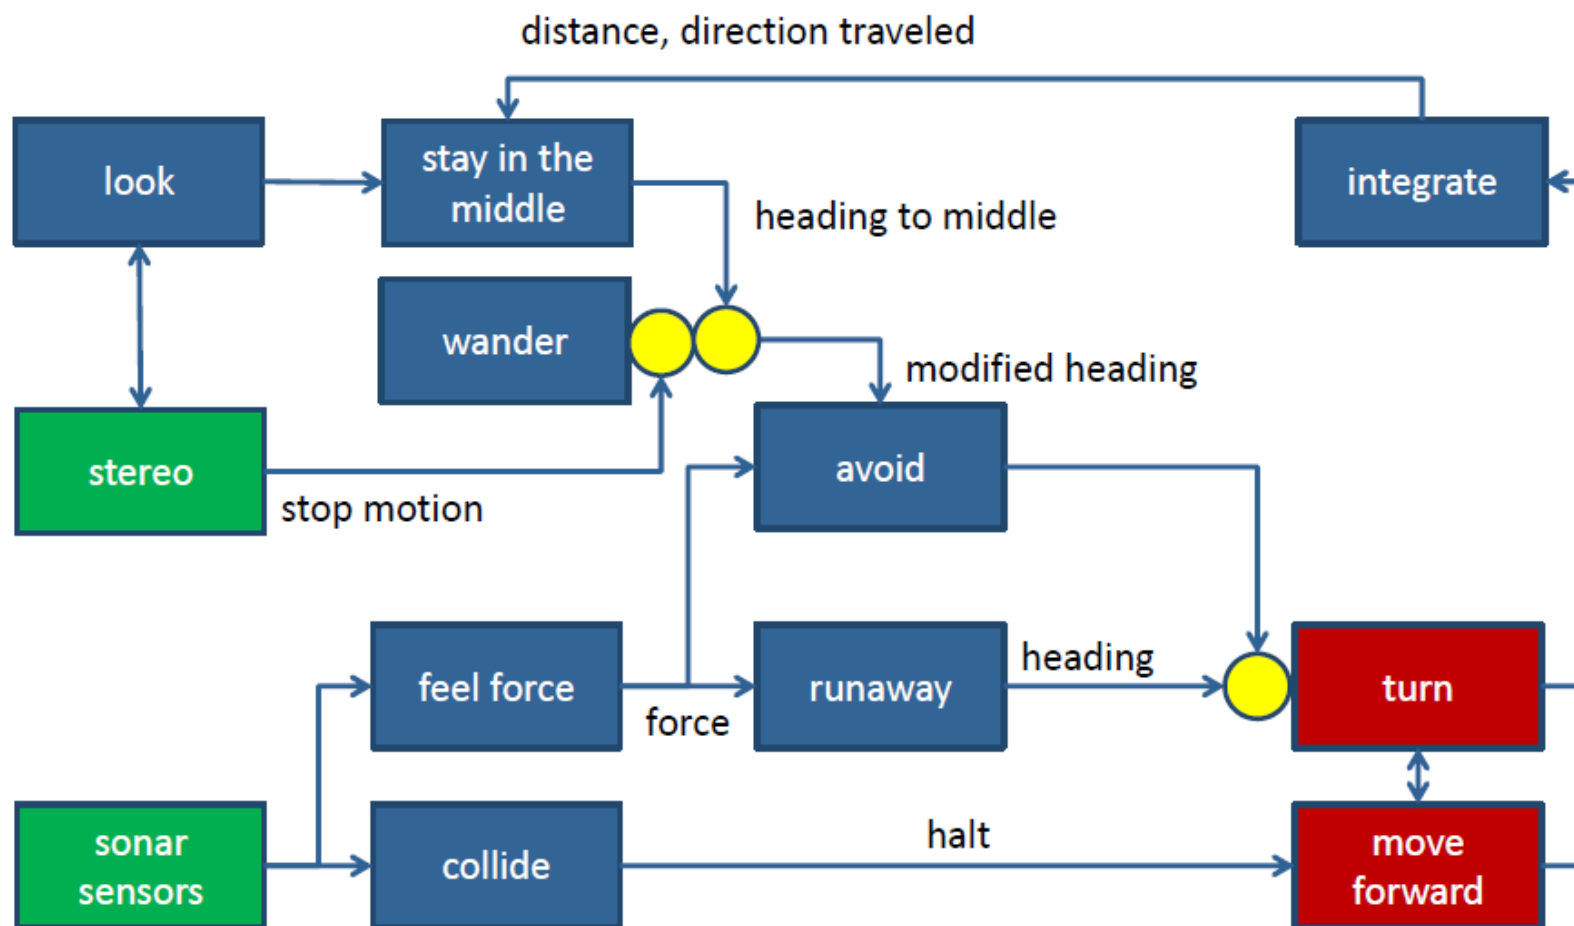 distance, direction traveled
look
stay in the
middle
integrate
heading to middle
wander
modified heading
stereo
avoid
stop motion
feel force
runaway
heading
turn
force
sonar
sensors
collide
halt
move
forward